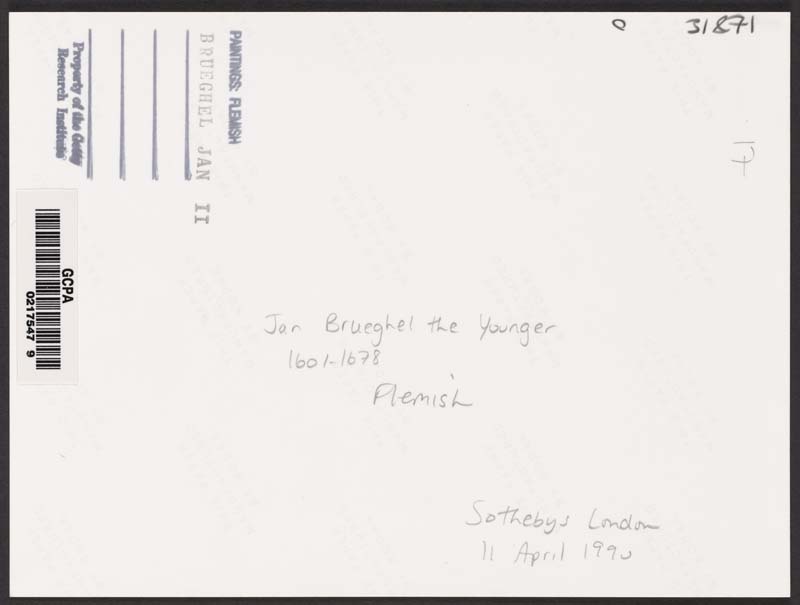 31871
17
PAINTINGS: FLEMISH
BRUEGHEL JAN II
Property of the Getty
Research Institute
GCPA
0217547 9
Jan Brueghel the Younger
1601-1678
Flemish
Sothebys London
11 April 1990